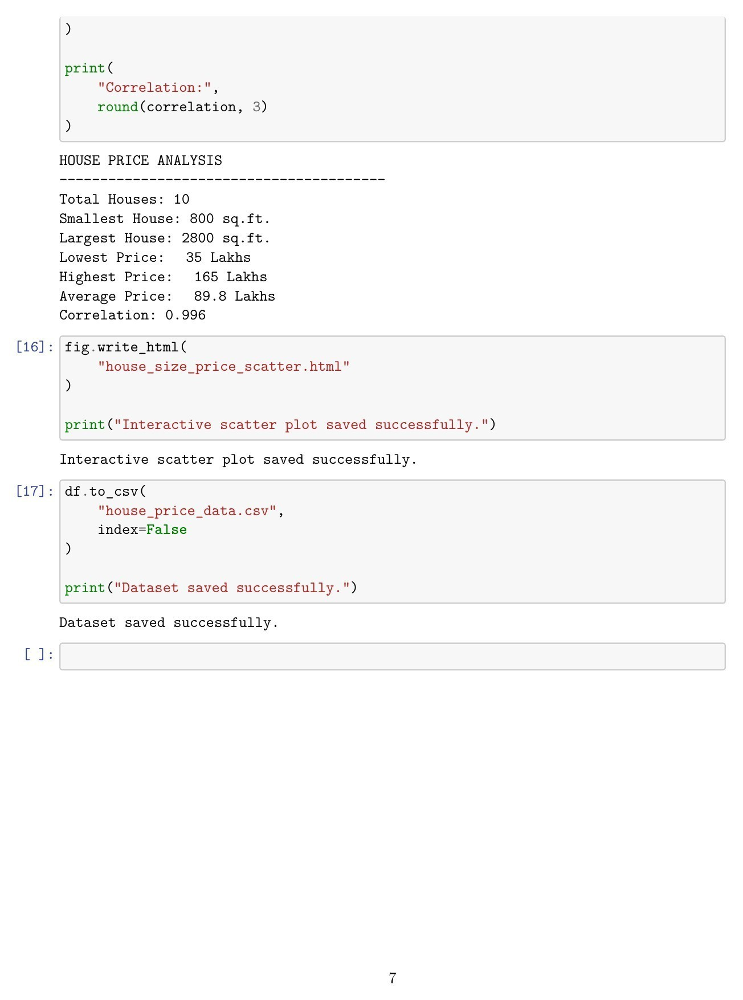 )
print(
"Correlation:",
round(correlation, 3)
)
HOUSE PRICE ANALYSIS
----------------------------------------
Total Houses: 10
Smallest House: 800 sq.ft.
Largest House: 2800 sq.ft.
Lowest Price: 35 Lakhs
Highest Price: 165 Lakhs
Average Price: 89.8 Lakhs
Correlation: 0.996
[16]: fig.write_html(
"house_size_price_scatter.html"
)
print("Interactive scatter plot saved successfully.")
Interactive scatter plot saved successfully.
[17]: df.to_csv(
"house_price_data.csv",
index=False
)
print("Dataset saved successfully.")
Dataset saved successfully.
[ ]:
7